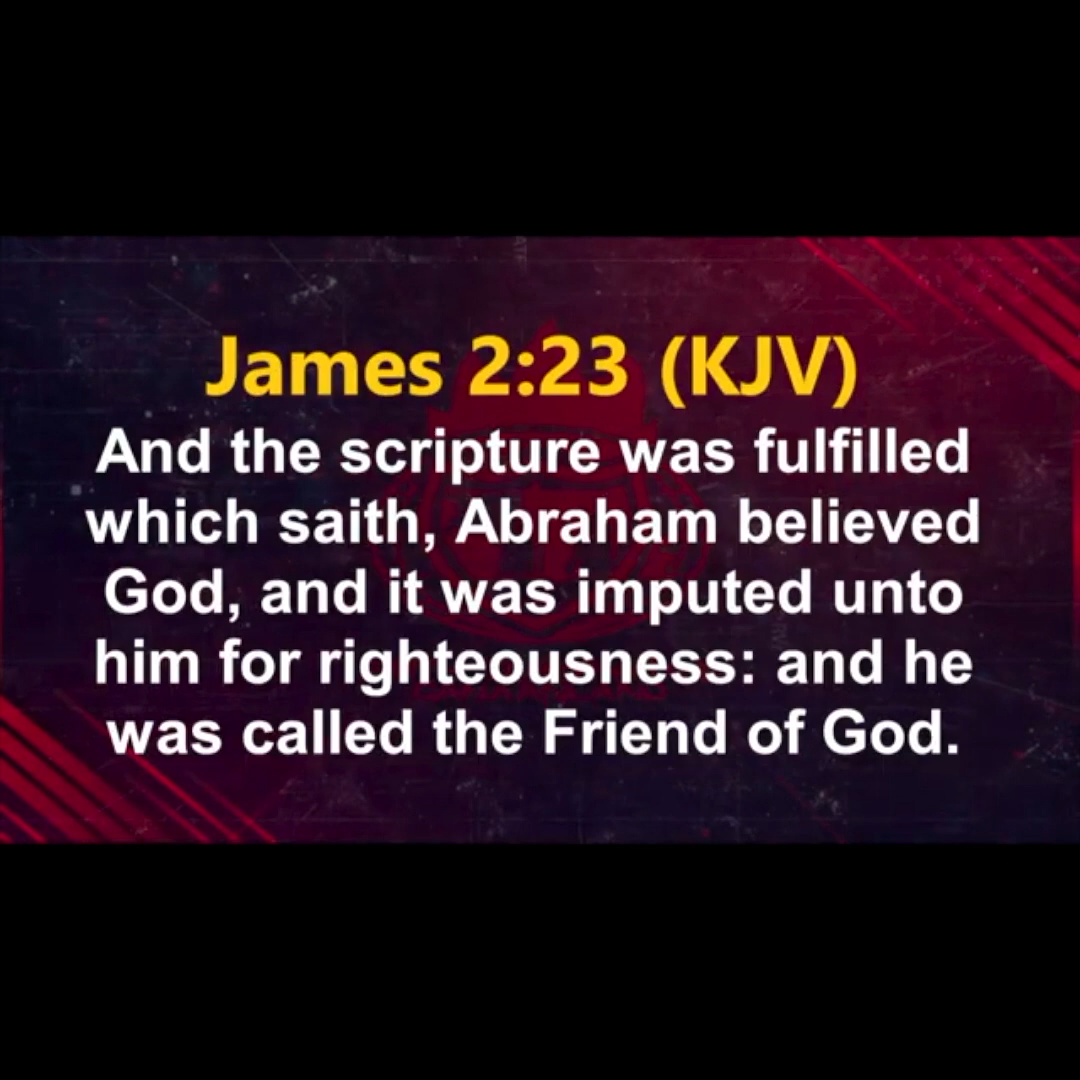 James 2:23 (KJV)
And the scripture was fulfilled
which saith, Abraham believed
God, and it was imputed unto
him for righteousness: and he
was called the Friend of God.